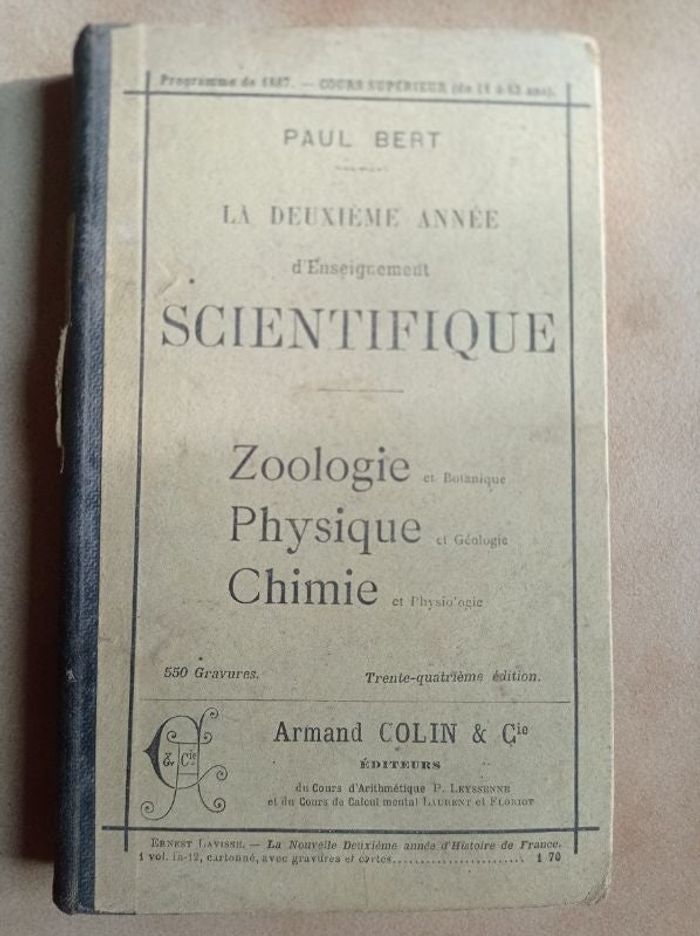 Programme de 1887. — COURS SUPÉRIEUR (de 11 à 13 ans).
PAUL BERT
LA DEUXIÈME ANNÉE
d'Enseignement
SCIENTIFIQUE
Zoologie et Botanique
Physique et Géologie
Chimie et Physiologie
550 Gravures. Trente-quatrième édition.
& Cie
Armand COLIN & Cie
ÉDITEURS
du Cours d'Arithmétique P. LEYSSENNE
et du Cours de Calcul mental LAURENT et FLORIOT
ERNEST LAVISSE. — La Nouvelle Deuxième année d'Histoire de France.
1 vol. in-12, cartonné, avec gravures et cartes........................ 1 70